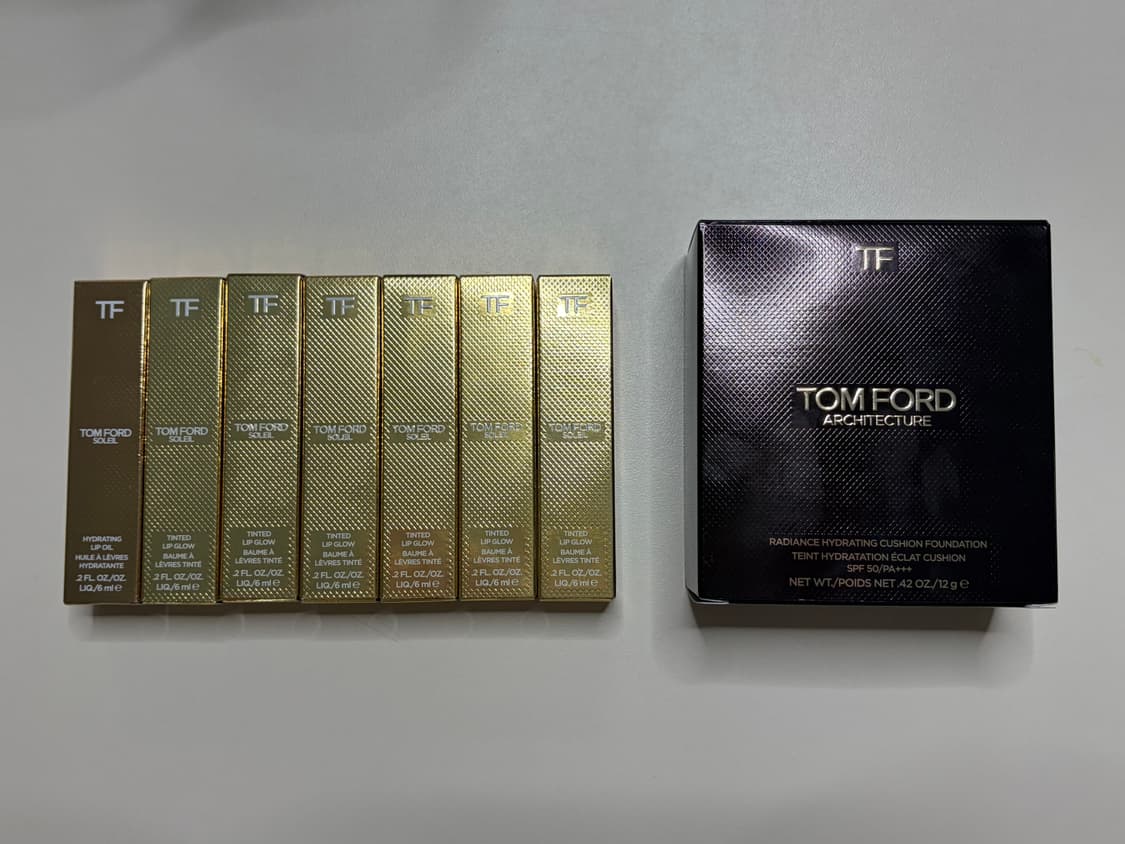 TF
TOM FORD
SOLEIL
HYDRATING
LIP OIL
HUILE À LÈVRES
HYDRATANTE
.2 FL. OZ./OZ.
LIQ./6 ml e
TF
TOM FORD
SOLEIL
TINTED
LIP GLOW
BAUME À
LÈVRES TINTÉ
.2 FL. OZ./OZ.
LIQ./6 ml e
TF
TOM FORD
SOLEIL
TINTED
LIP GLOW
BAUME À
LÈVRES TINTÉ
.2 FL. OZ./OZ.
LIQ./6 ml e
TF
TOM FORD
SOLEIL
TINTED
LIP GLOW
BAUME À
LÈVRES TINTÉ
.2 FL. OZ./OZ.
LIQ./6 ml e
TF
TOM FORD
SOLEIL
TINTED
LIP GLOW
BAUME À
LÈVRES TINTÉ
.2 FL. OZ./OZ.
LIQ./6 ml e
TF
TOM FORD
SOLEIL
TINTED
LIP GLOW
BAUME À
LÈVRES TINTÉ
.2 FL. OZ./OZ.
LIQ./6 ml e
TF
TOM FORD
SOLEIL
TINTED
LIP GLOW
BAUME À
LÈVRES TINTÉ
.2 FL. OZ./OZ.
LIQ./6 ml e
TF
TOM FORD
ARCHITECTURE
RADIANCE HYDRATING CUSHION FOUNDATION
TEINT HYDRATATION ÉCLAT CUSHION
SPF 50/PA+++
NET WT./POIDS NET .42 OZ./12 g e